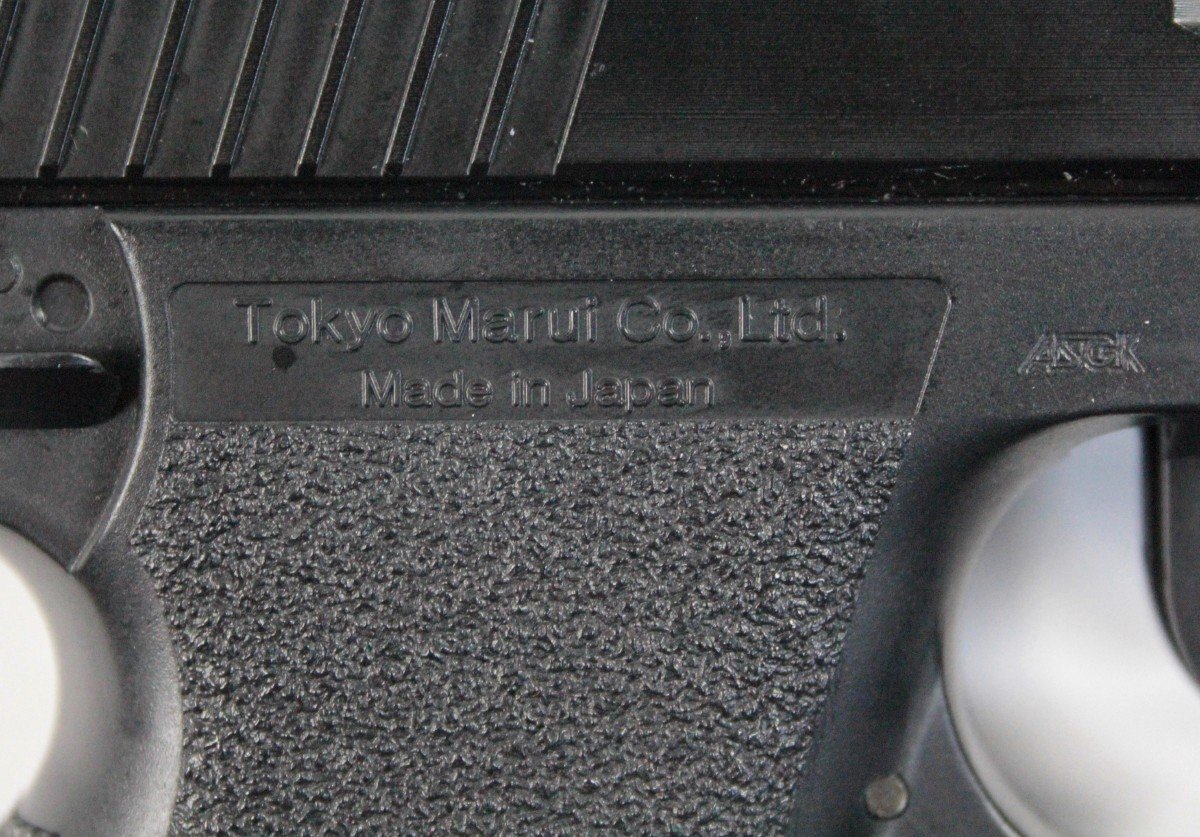 Tokyo Marui Co.,Ltd.
Made in Japan
ASGK